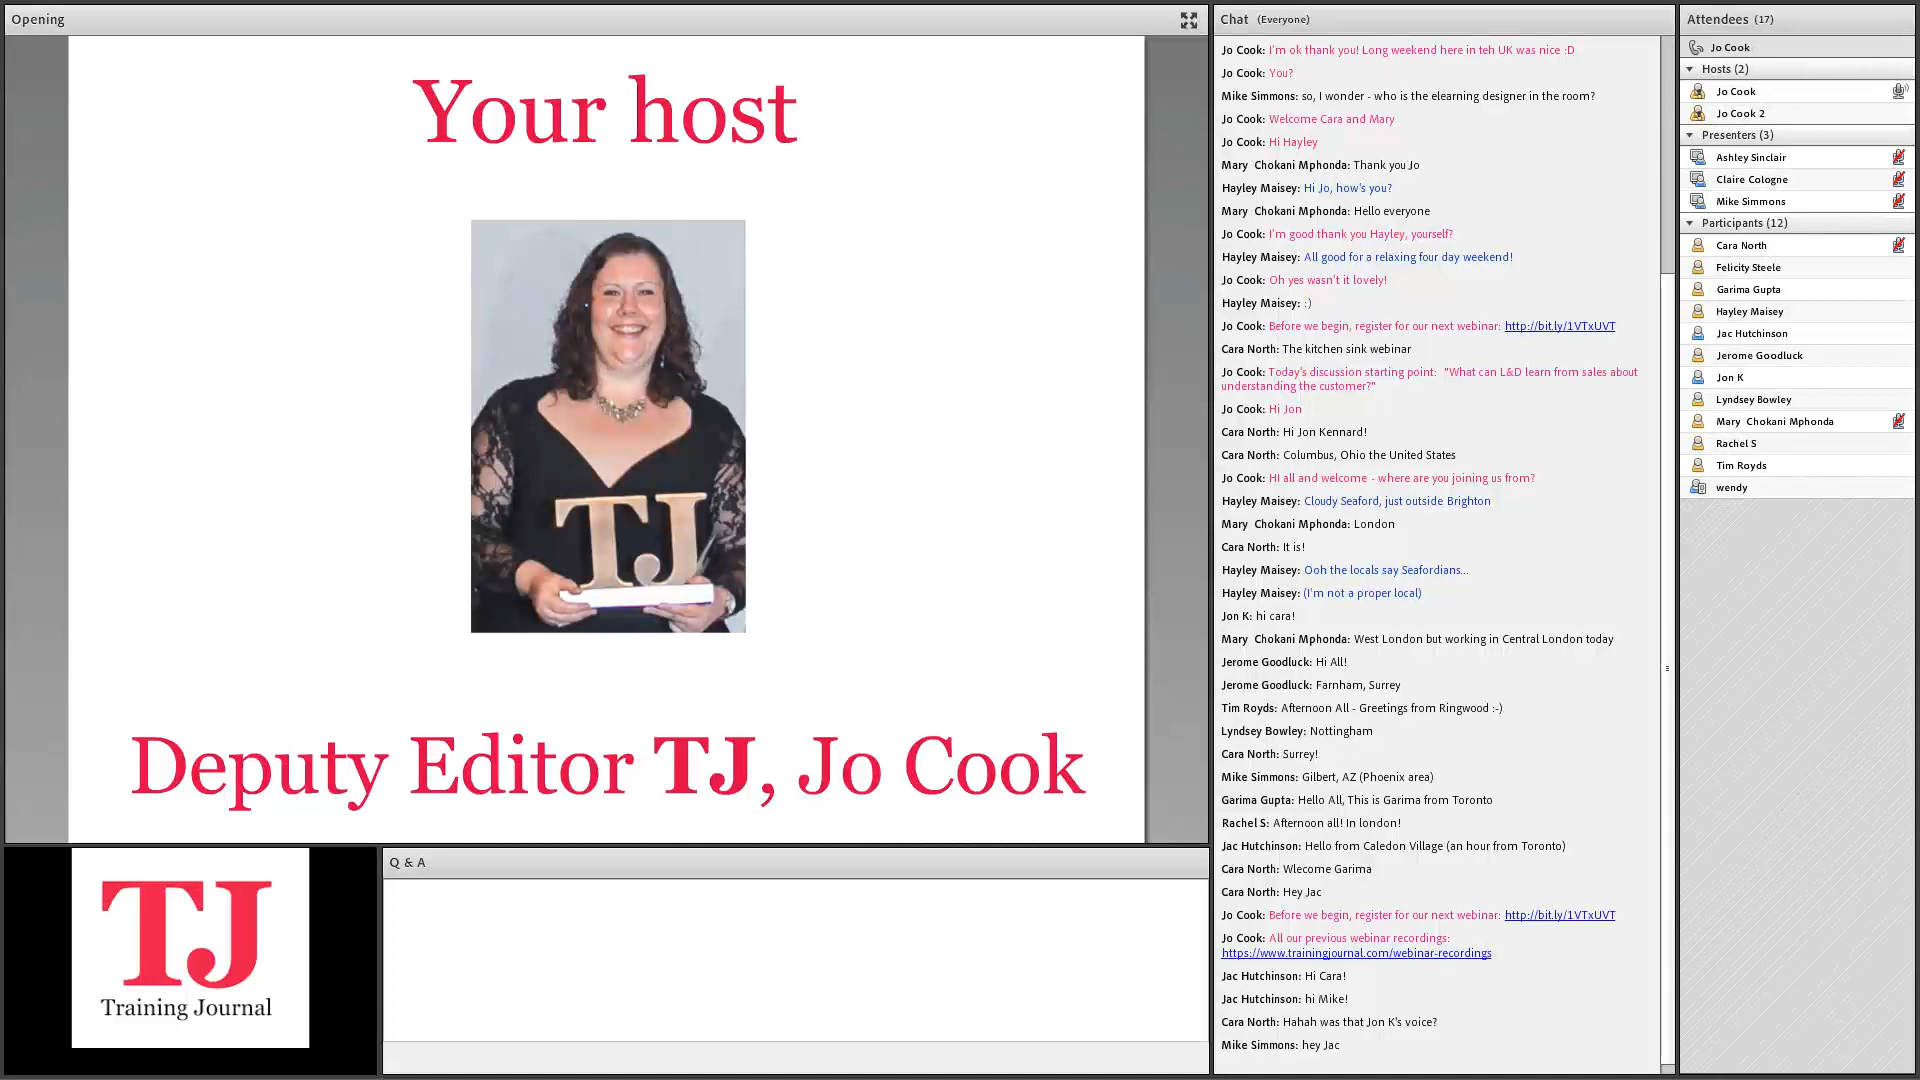 Opening
Your host
TJ
Deputy Editor TJ, Jo Cook
TJ
Training Journal
Q & A
Chat (Everyone)
Jo Cook: I'm ok thank you! Long weekend here in teh UK was nice :D
Jo Cook: You?
Mike Simmons: so, I wonder - who is the elearning designer in the room?
Jo Cook: Welcome Cara and Mary
Jo Cook: Hi Hayley
Mary Chokani Mphonda: Thank you Jo
Hayley Maisey: Hi Jo, how's you?
Mary Chokani Mphonda: Hello everyone
Jo Cook: I'm good thank you Hayley, yourself?
Hayley Maisey: All good for a relaxing four day weekend!
Jo Cook: Oh yes wasn't it lovely!
Hayley Maisey: :)
Jo Cook: Before we begin, register for our next webinar: http://bit.ly/1VTxUVT
Cara North: The kitchen sink webinar
Jo Cook: Today's discussion starting point: "What can L&D learn from sales about
understanding the customer?"
Jo Cook: Hi Jon
Cara North: Hi Jon Kennard!
Cara North: Columbus, Ohio the United States
Jo Cook: HI all and welcome - where are you joining us from?
Hayley Maisey: Cloudy Seaford, just outside Brighton
Mary Chokani Mphonda: London
Cara North: It is!
Hayley Maisey: Ooh the locals say Seafordians...
Hayley Maisey: (I'm not a proper local)
Jon K: hi cara!
Mary Chokani Mphonda: West London but working in Central London today
Jerome Goodluck: Hi All!
Jerome Goodluck: Farnham, Surrey
Tim Royds: Afternoon All - Greetings from Ringwood :-)
Lyndsey Bowley: Nottingham
Cara North: Surrey!
Mike Simmons: Gilbert, AZ (Phoenix area)
Garima Gupta: Hello All, This is Garima from Toronto
Rachel S: Afternoon all! In london!
Jac Hutchinson: Hello from Caledon Village (an hour from Toronto)
Cara North: Wlecome Garima
Cara North: Hey Jac
Jo Cook: Before we begin, register for our next webinar: http://bit.ly/1VTxUVT
Jo Cook: All our previous webinar recordings:
https://www.trainingjournal.com/webinar-recordings
Jac Hutchinson: Hi Cara!
Jac Hutchinson: hi Mike!
Cara North: Hahah was that Jon K's voice?
Mike Simmons: hey Jac
Attendees (17)
Jo Cook
Hosts (2)
Jo Cook
Jo Cook 2
Presenters (3)
Ashley Sinclair
Claire Cologne
Mike Simmons
Participants (12)
Cara North
Felicity Steele
Garima Gupta
Hayley Maisey
Jac Hutchinson
Jerome Goodluck
Jon K
Lyndsey Bowley
Mary Chokani Mphonda
Rachel S
Tim Royds
wendy